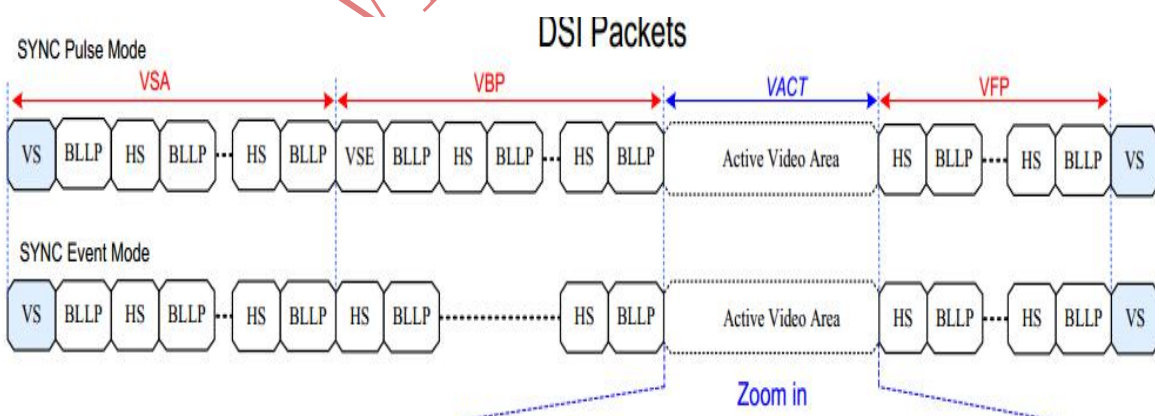 DSI Packets
SYNC Pulse Mode
VSA VBP VACT VFP
VS BLLP HS BLLP HS BLLP VSE BLLP HS BLLP HS BLLP Active Video Area HS BLLP HS BLLP VS
SYNC Event Mode
VS BLLP HS BLLP HS BLLP HS BLLP HS BLLP Active Video Area HS BLLP HS BLLP VS
Zoom in